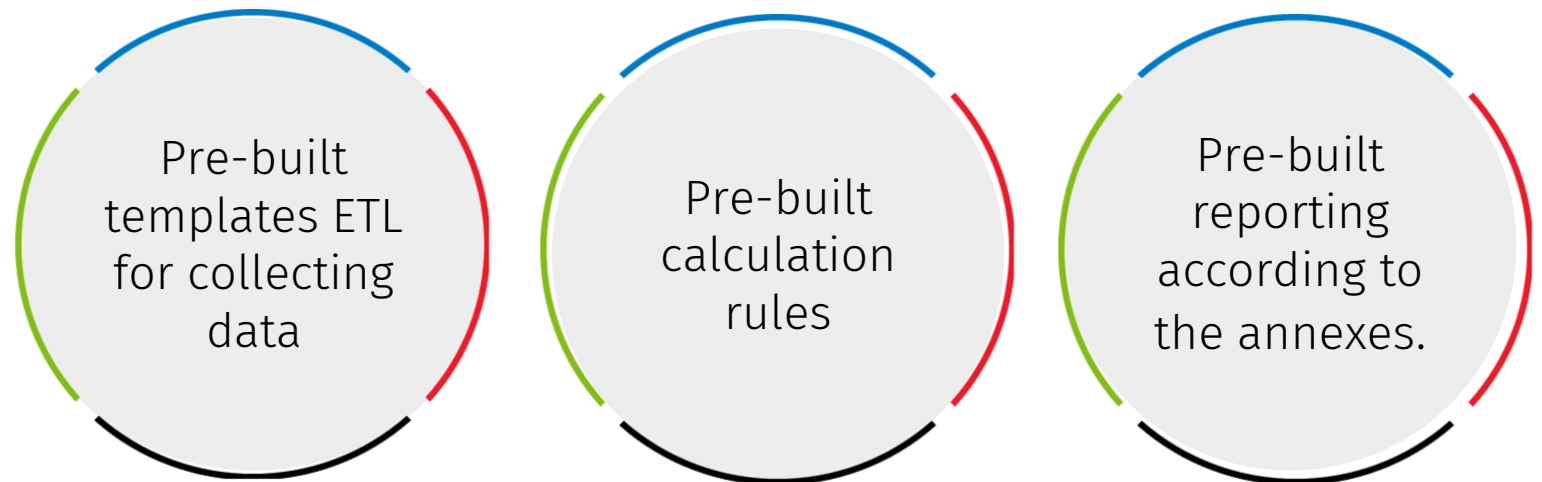 Pre-built
templates ETL
for collecting
data
Pre-built
calculation
rules
Pre-built
reporting
according to
the annexes.